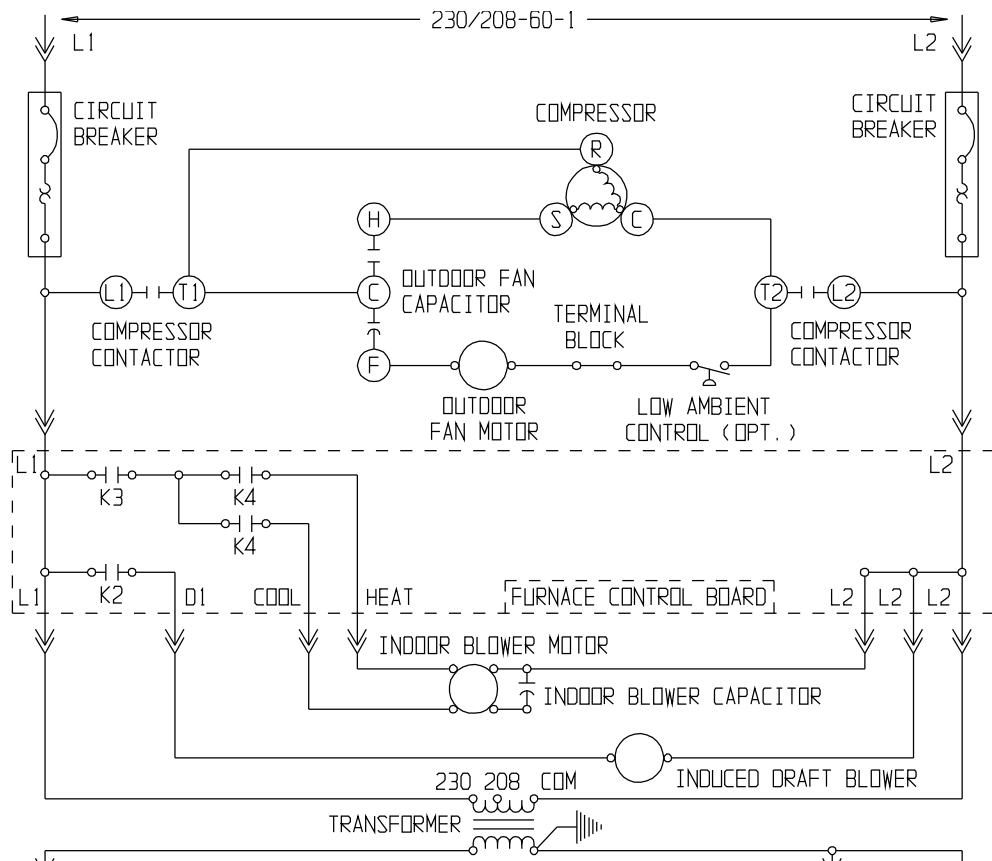 230/208-60-1
L1
L2
CIRCUIT
BREAKER
CIRCUIT
BREAKER
COMPRESSOR
R
H
S
C
L1
T1
C
OUTDOOR FAN
CAPACITOR
T2
L2
COMPRESSOR
CONTACTOR
TERMINAL
BLOCK
COMPRESSOR
CONTACTOR
F
OUTDOOR
FAN MOTOR
LOW AMBIENT
CONTROL (OPT.)
L1
L2
K3
K4
K4
L1
K2
D1
COOL
HEAT
FURNACE CONTROL BOARD
L2
L2
L2
INDOOR BLOWER MOTOR
INDOOR BLOWER CAPACITOR
INDUCED DRAFT BLOWER
230 208 COM
TRANSFORMER